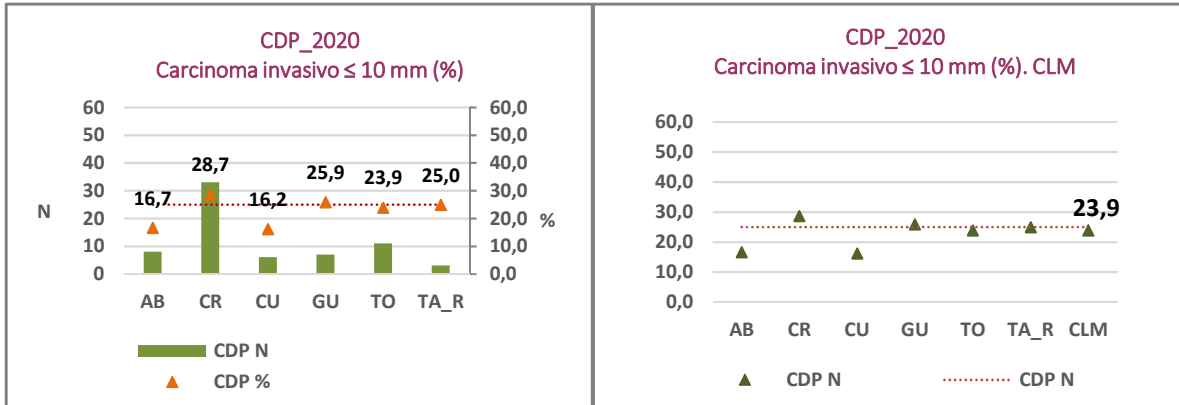 CDP_2020
Carcinoma invasivo ≤ 10 mm (%)
60 60,0
50 50,0
40 40,0
30 30,0
20 20,0
10 10,0
0 0,0
N
%
16,7 28,7 16,2 25,9 23,9 25,0
AB CR CU GU TO TA_R
CDP N
CDP %
CDP_2020
Carcinoma invasivo ≤ 10 mm (%). CLM
60,0
50,0
40,0
30,0
20,0
10,0
0,0
23,9
AB CR CU GU TO TA_R CLM
CDP N CDP N